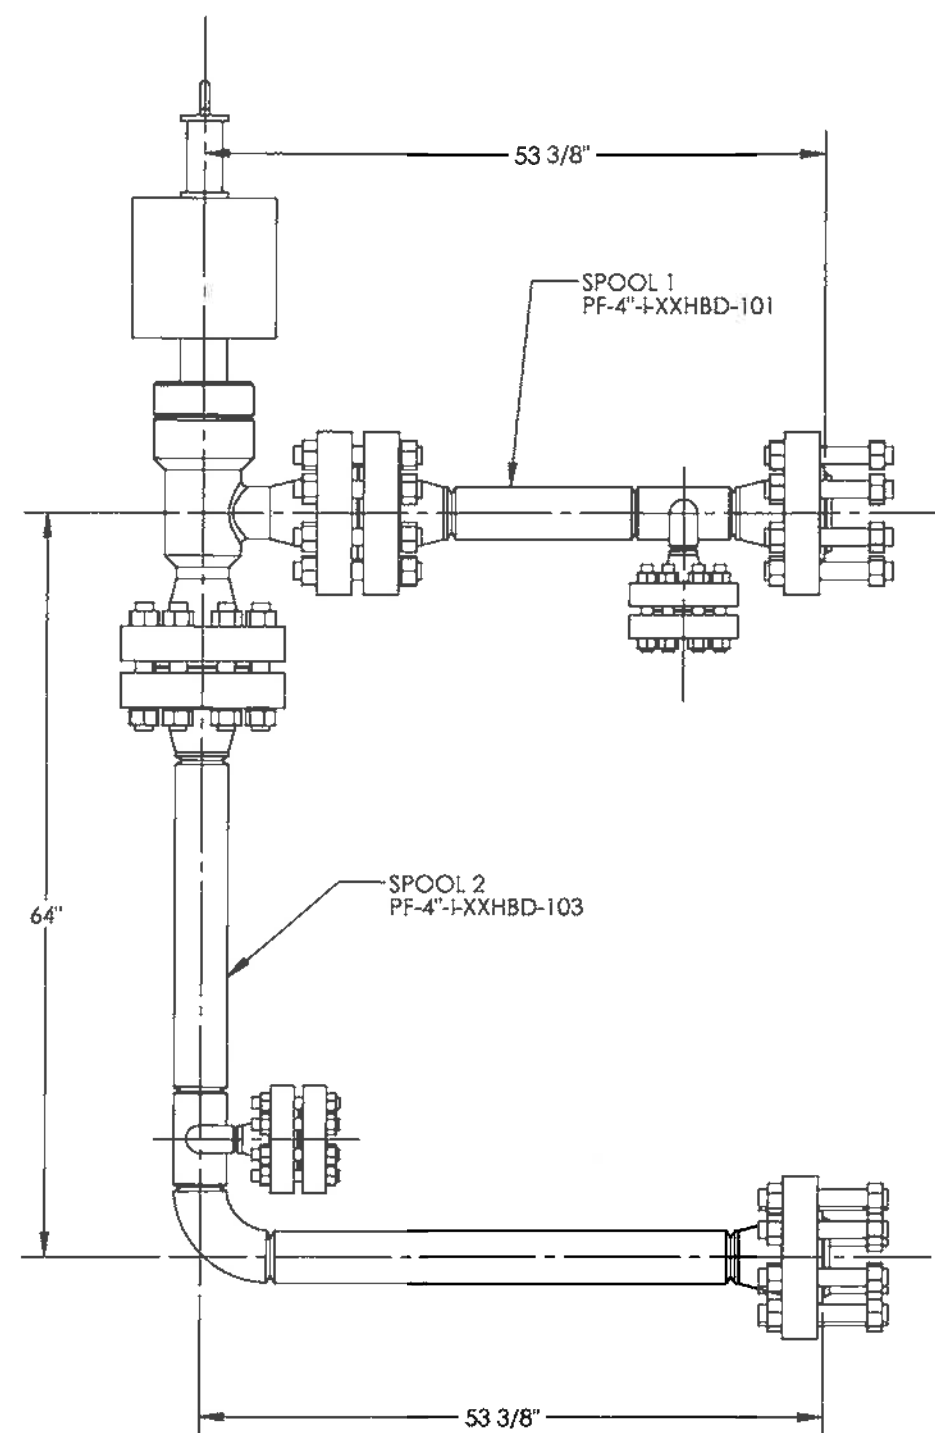 53 3/8"
SPOOL 1
PF-4"-I-XXHBD-101
SPOOL 2
PF-4"-I-XXHBD-103
64"
53 3/8"